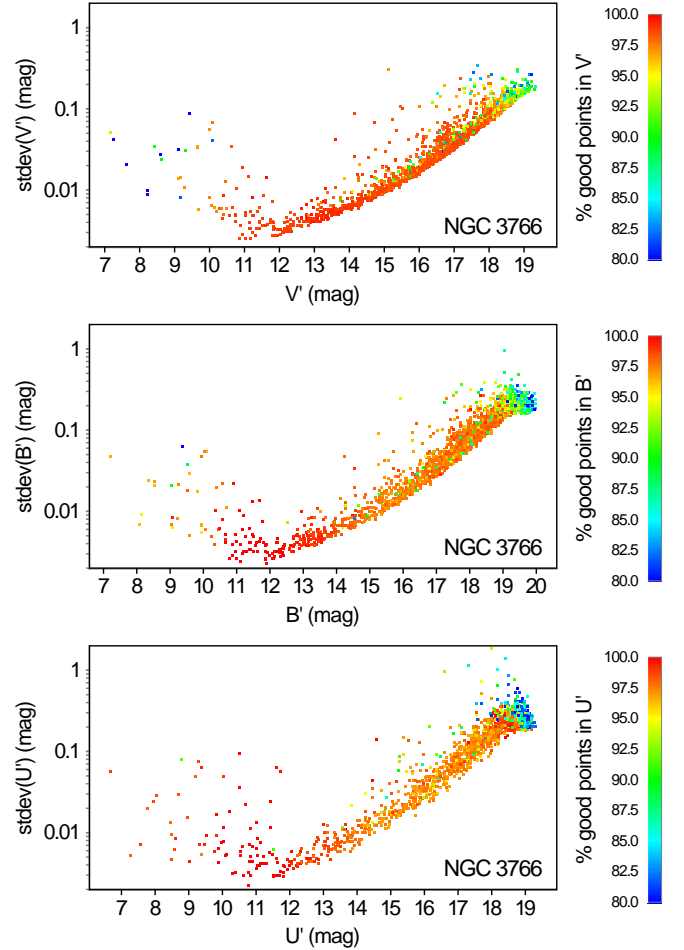 stdev(V') (mag)
1
0.1
0.01
NGC 3766
7 8 9 10 11 12 13 14 15 16 17 18 19
V' (mag)
% good points in V'
100.0
97.5
95.0
92.5
90.0
87.5
85.0
82.5
80.0
stdev(B') (mag)
1
0.1
0.01
NGC 3766
7 8 9 10 11 12 13 14 15 16 17 18 19 20
B' (mag)
% good points in B'
100.0
97.5
95.0
92.5
90.0
87.5
85.0
82.5
80.0
stdev(U') (mag)
1
0.1
0.01
NGC 3766
7 8 9 10 11 12 13 14 15 16 17 18 19
U' (mag)
% good points in U'
100.0
97.5
95.0
92.5
90.0
87.5
85.0
82.5
80.0